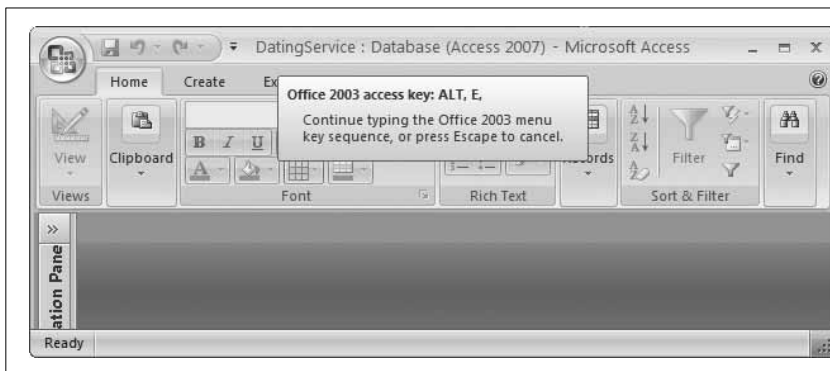 DatingService : Database (Access 2007) - Microsoft Access
Home Create Ex
Office 2003 access key: ALT, E,
Continue typing the Office 2003 menu
key sequence, or press Escape to cancel.
View
Clipboard
B I U
A
Filter
Find
Views
Font
Rich Text
Sort & Filter
ation Pane
Ready